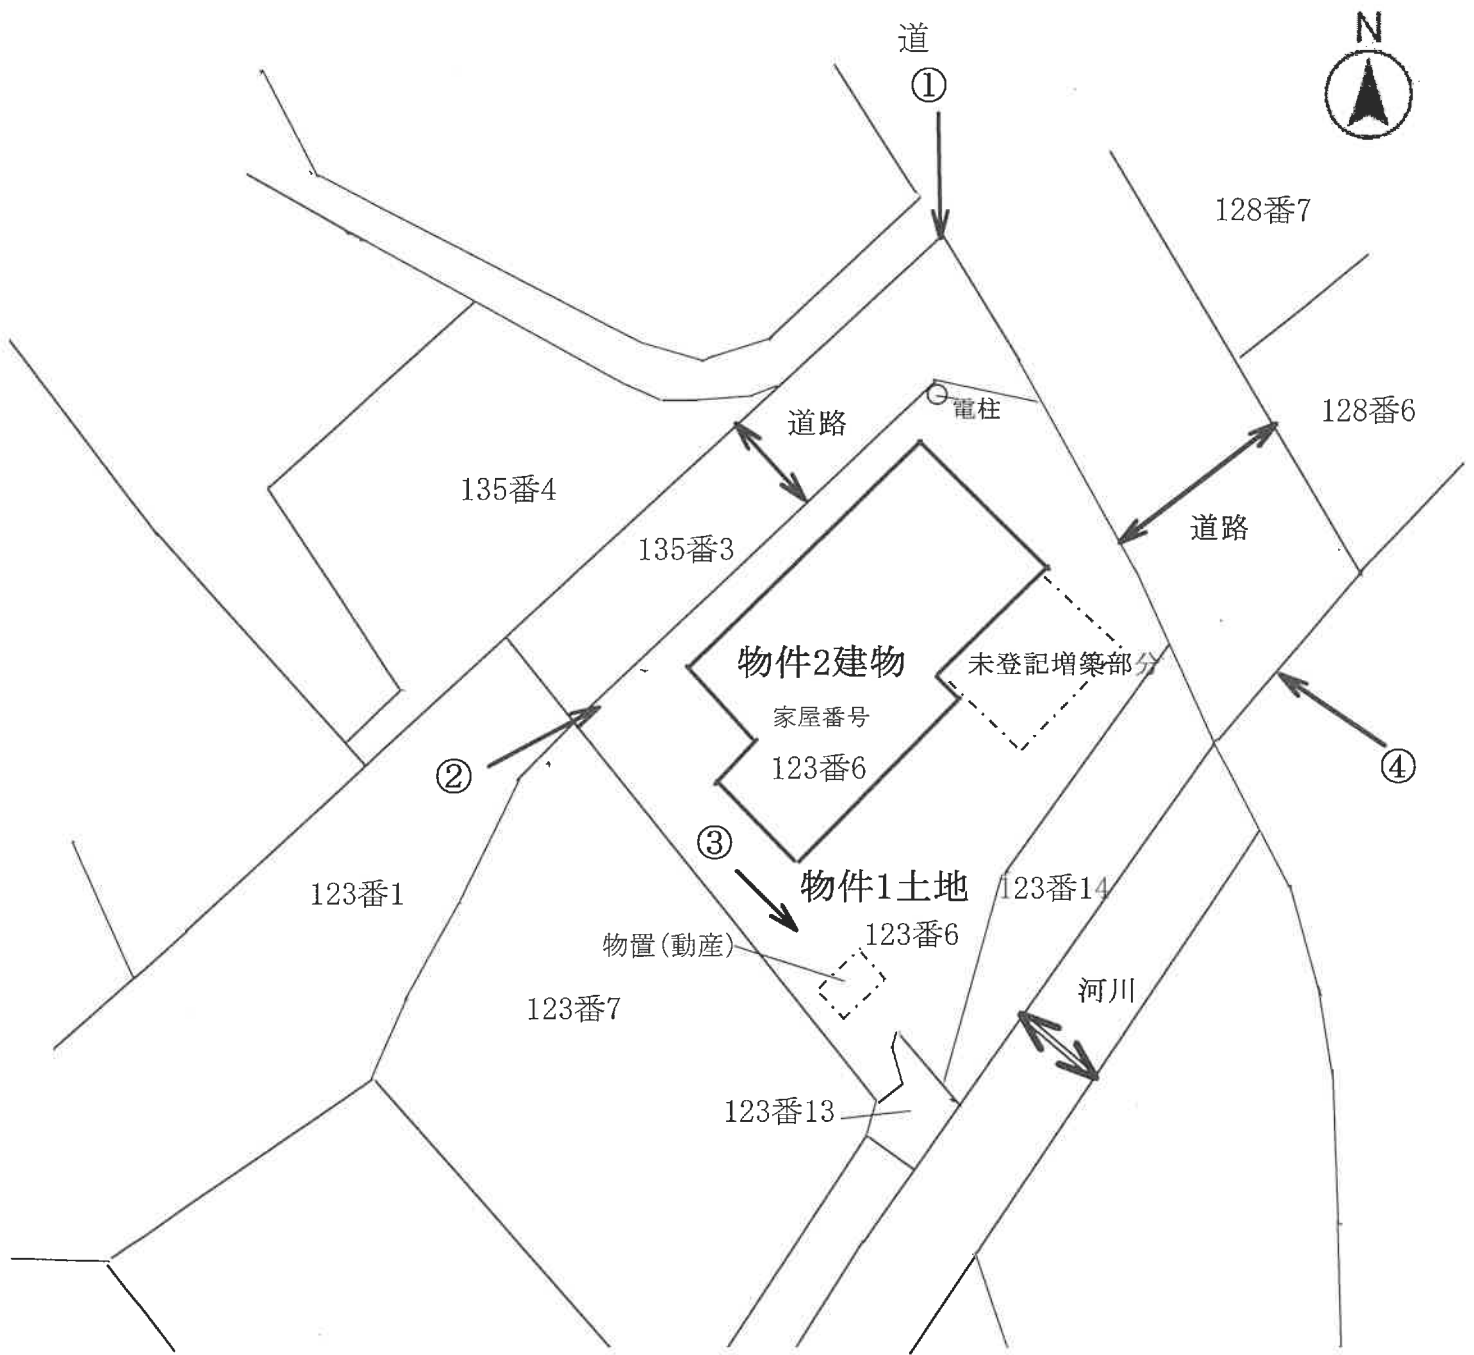 N
道
①
128番7
128番6
電柱
道路
135番4
道路
135番3
物件2建物
未登記増築部分
家屋番号
123番6
②
④
③
物件1土地
123番14
123番1
123番6
物置(動産)
河川
123番7
123番13